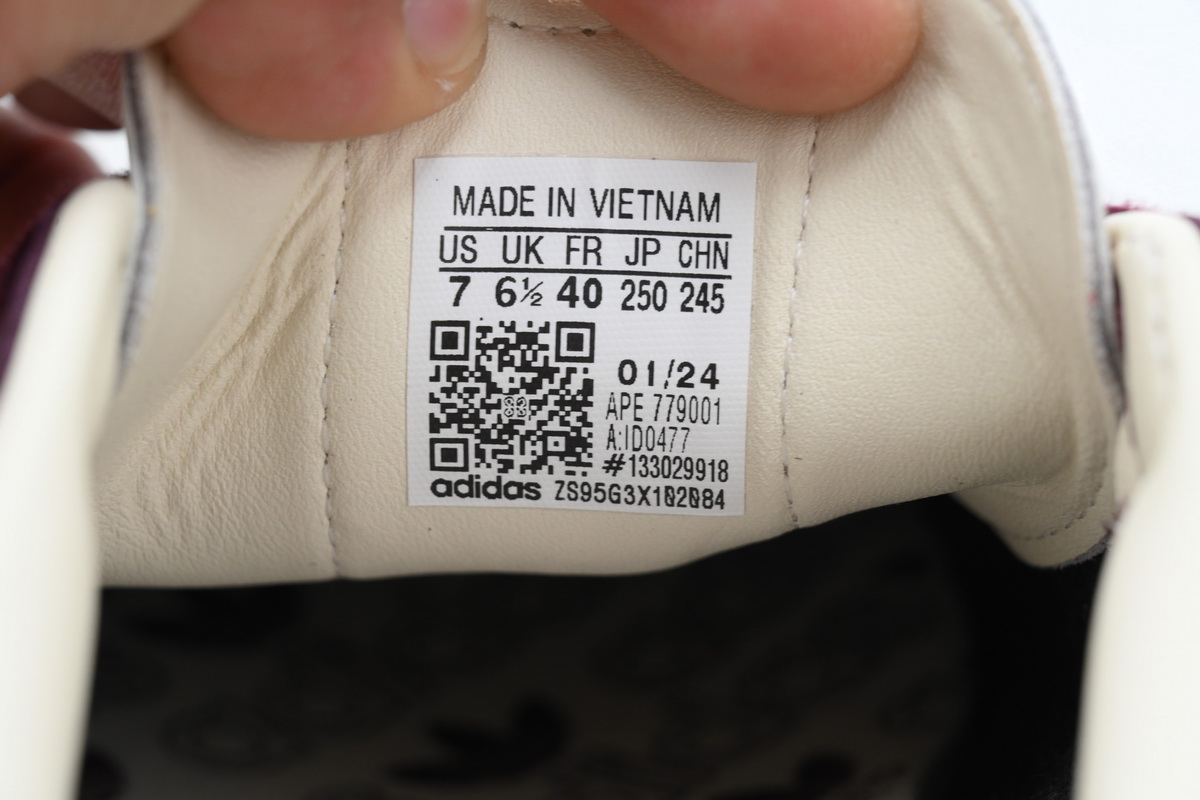 MADE IN VIETNAM
US UK FR JP CHN
7 6½ 40 250 245
01/24
APE 779001
A:ID0477
#133029918
adidas ZS95G3X102084